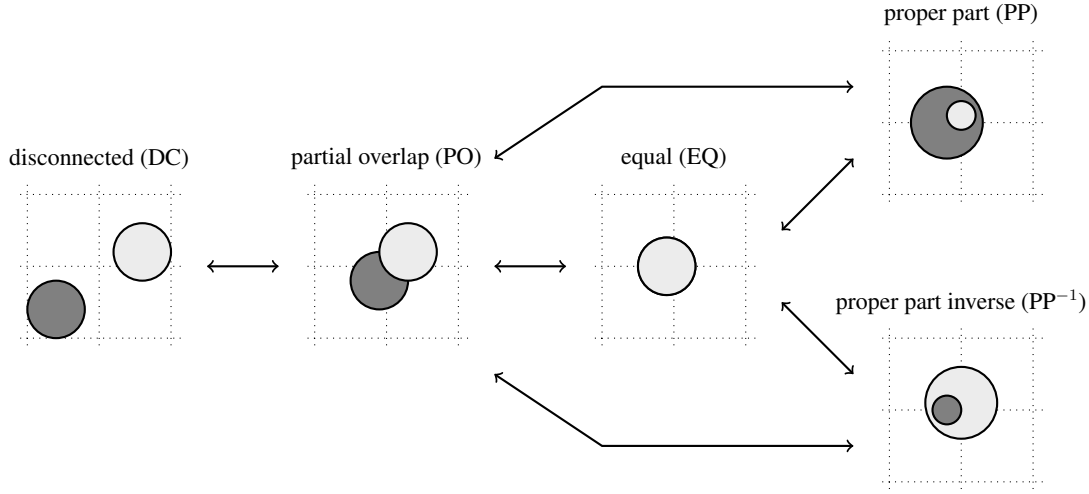 proper part (PP)
disconnected (DC)
partial overlap (PO)
equal (EQ)
proper part inverse (PP⁻¹)